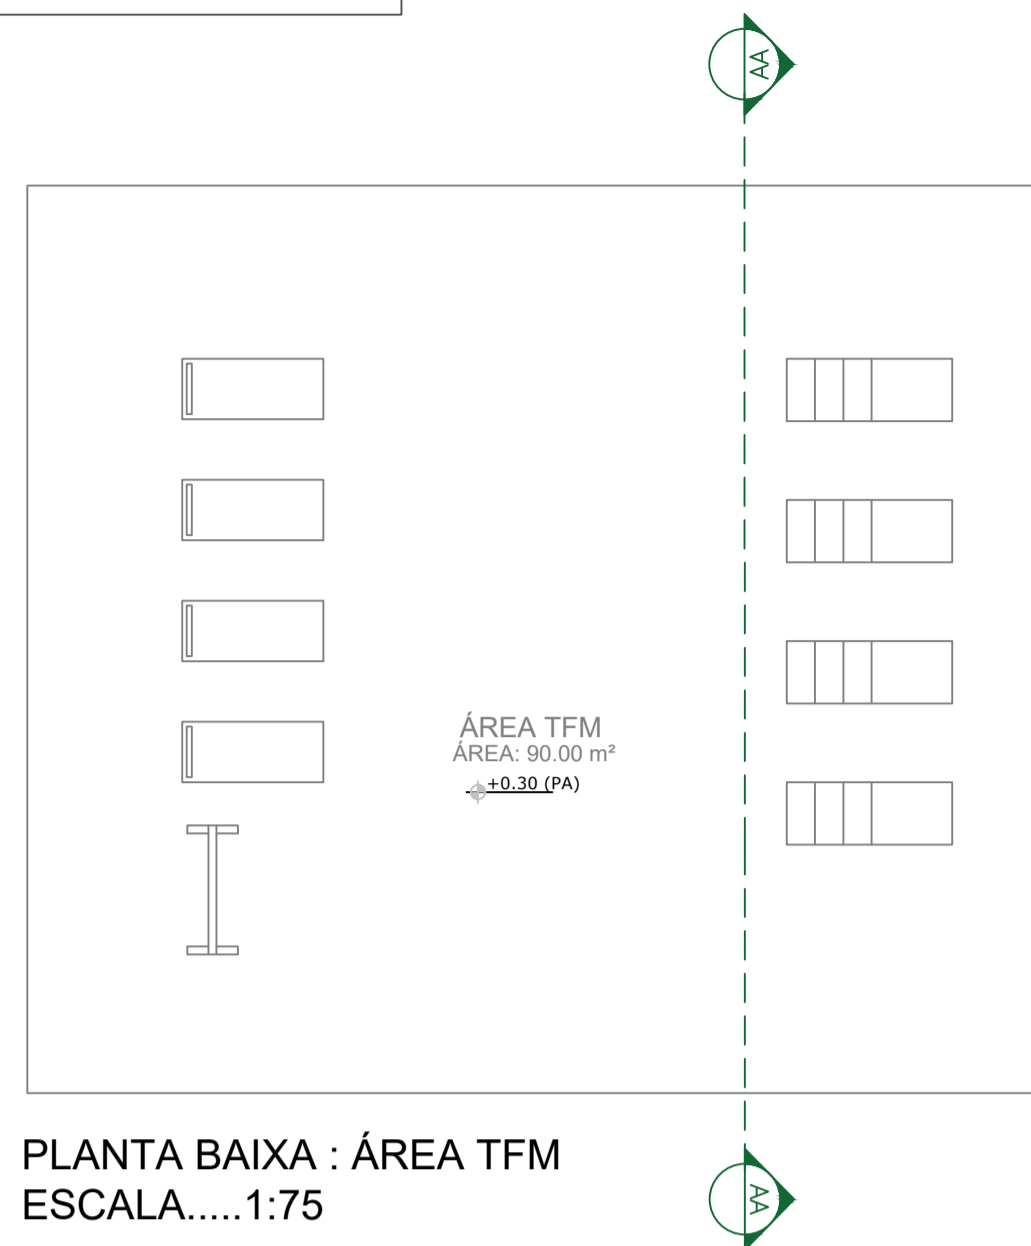 AA
ÁREA TFM
ÁREA: 90.00 m²
+0.30 (PA)
PLANTA BAIXA : ÁREA TFM
ESCALA.....1:75
AA